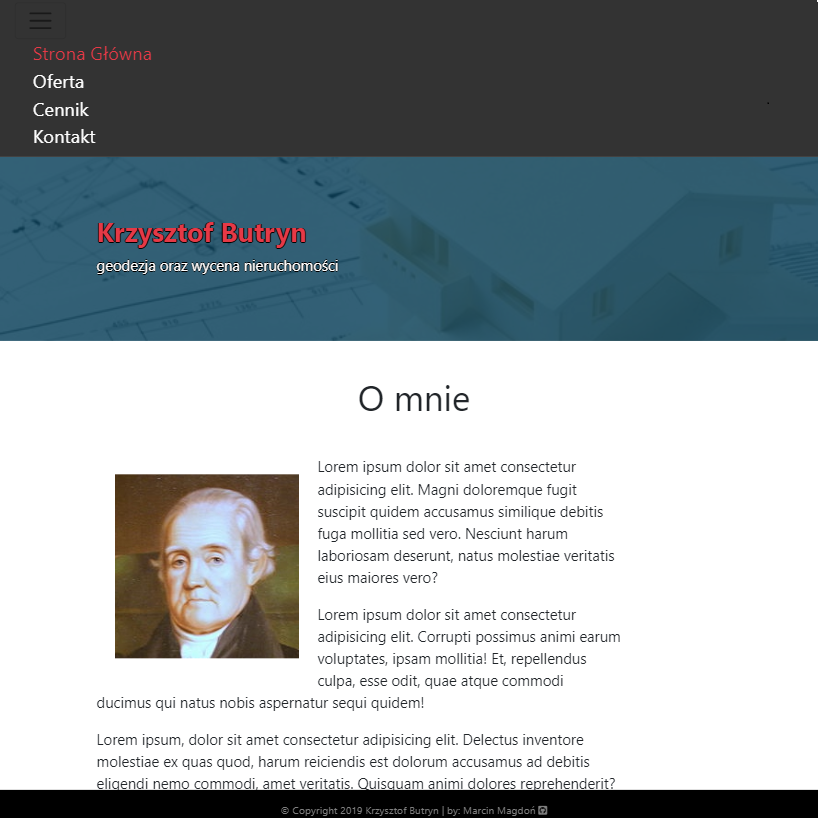 Strona Główna
Oferta
Cennik
Kontakt
Krzysztof Butryn
geodezja oraz wycena nieruchomości
O mnie
Lorem ipsum dolor sit amet consectetur
adipisicing elit. Magni doloremque fugit
suscipit quidem accusamus similique debitis
fuga mollitia sed vero. Nesciunt harum
laboriosam deserunt, natus molestiae veritatis
eius maiores vero?
Lorem ipsum dolor sit amet consectetur
adipisicing elit. Corrupti possimus animi earum
voluptates, ipsam mollitia! Et, repellendus
culpa, esse odit, quae atque commodi
ducimus qui natus nobis aspernatur sequi quidem!
Lorem ipsum, dolor sit amet consectetur adipisicing elit. Delectus inventore
molestiae ex quas quod, harum reiciendis est dolorum accusamus ad debitis
eligendi nemo commodi, amet veritatis. Quisquam animi dolores reprehenderit?
© Copyright 2019 Krzysztof Butryn | by: Marcin Magdoń